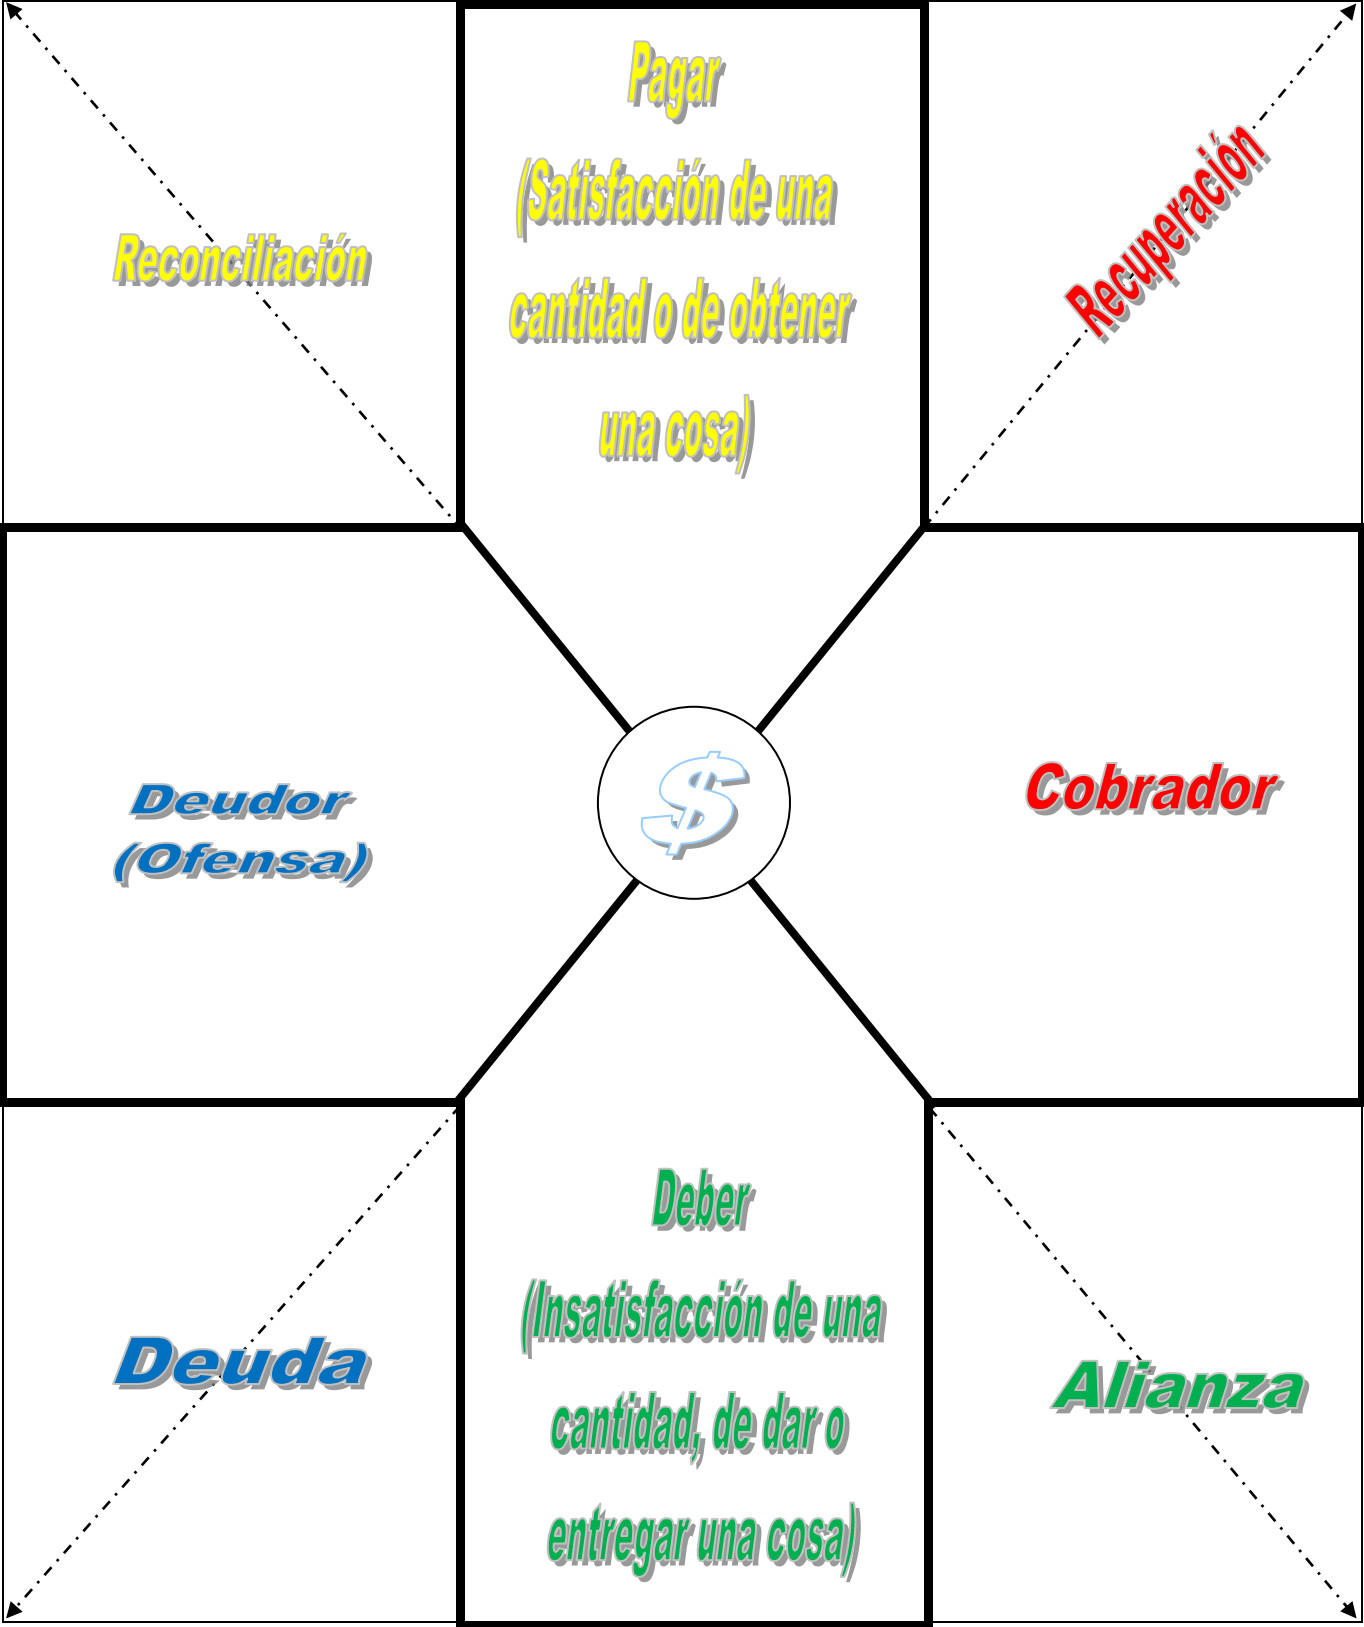 Pagar
(Satisfacción de una
cantidad o de obtener
una cosa)
Reconciliación
Recuperación
Deudor
(Ofensa)
$
Cobrador
Deber
(Insatisfacción de una
cantidad, de dar o
entregar una cosa)
Deuda
Alianza